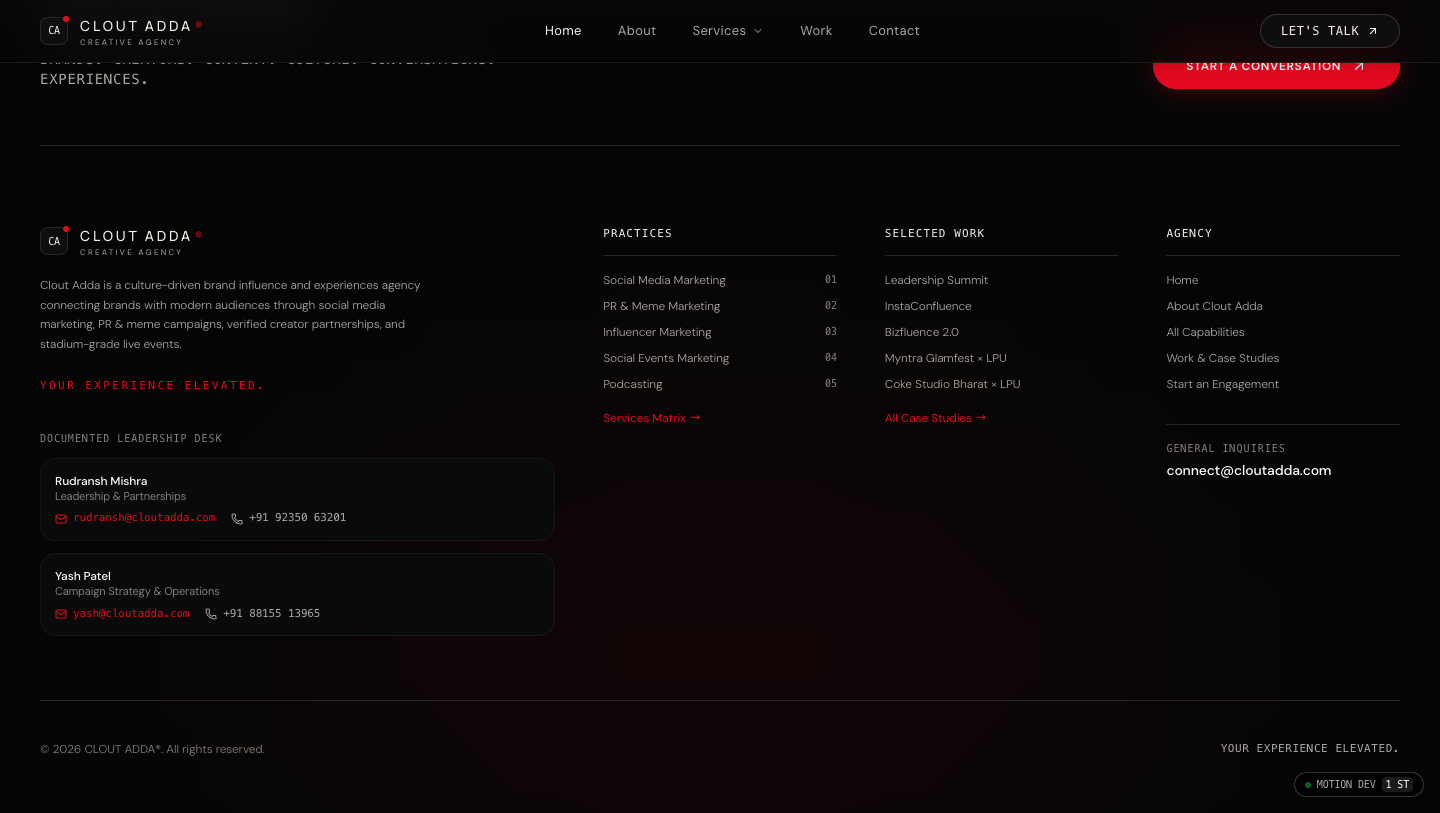 CA
CLOUT ADDA®
CREATIVE AGENCY
Home
About
Services
Work
Contact
LET'S TALK
EXPERIENCES.
START A CONVERSATION
CA
CLOUT ADDA®
CREATIVE AGENCY
Clout Adda is a culture-driven brand influence and experiences agency
connecting brands with modern audiences through social media
marketing, PR & meme campaigns, verified creator partnerships, and
stadium-grade live events.
YOUR EXPERIENCE ELEVATED.
DOCUMENTED LEADERSHIP DESK
Rudransh Mishra
Leadership & Partnerships
rudransh@cloutadda.com +91 92350 63201
Yash Patel
Campaign Strategy & Operations
yash@cloutadda.com +91 88155 13965
PRACTICES
Social Media Marketing 01
PR & Meme Marketing 02
Influencer Marketing 03
Social Events Marketing 04
Podcasting 05
Services Matrix →
SELECTED WORK
Leadership Summit
InstaConfluence
Bizfluence 2.0
Myntra Glamfest × LPU
Coke Studio Bharat × LPU
All Case Studies →
AGENCY
Home
About Clout Adda
All Capabilities
Work & Case Studies
Start an Engagement
GENERAL INQUIRIES
connect@cloutadda.com
© 2026 CLOUT ADDA®. All rights reserved.
YOUR EXPERIENCE ELEVATED.
MOTION DEV 1 ST